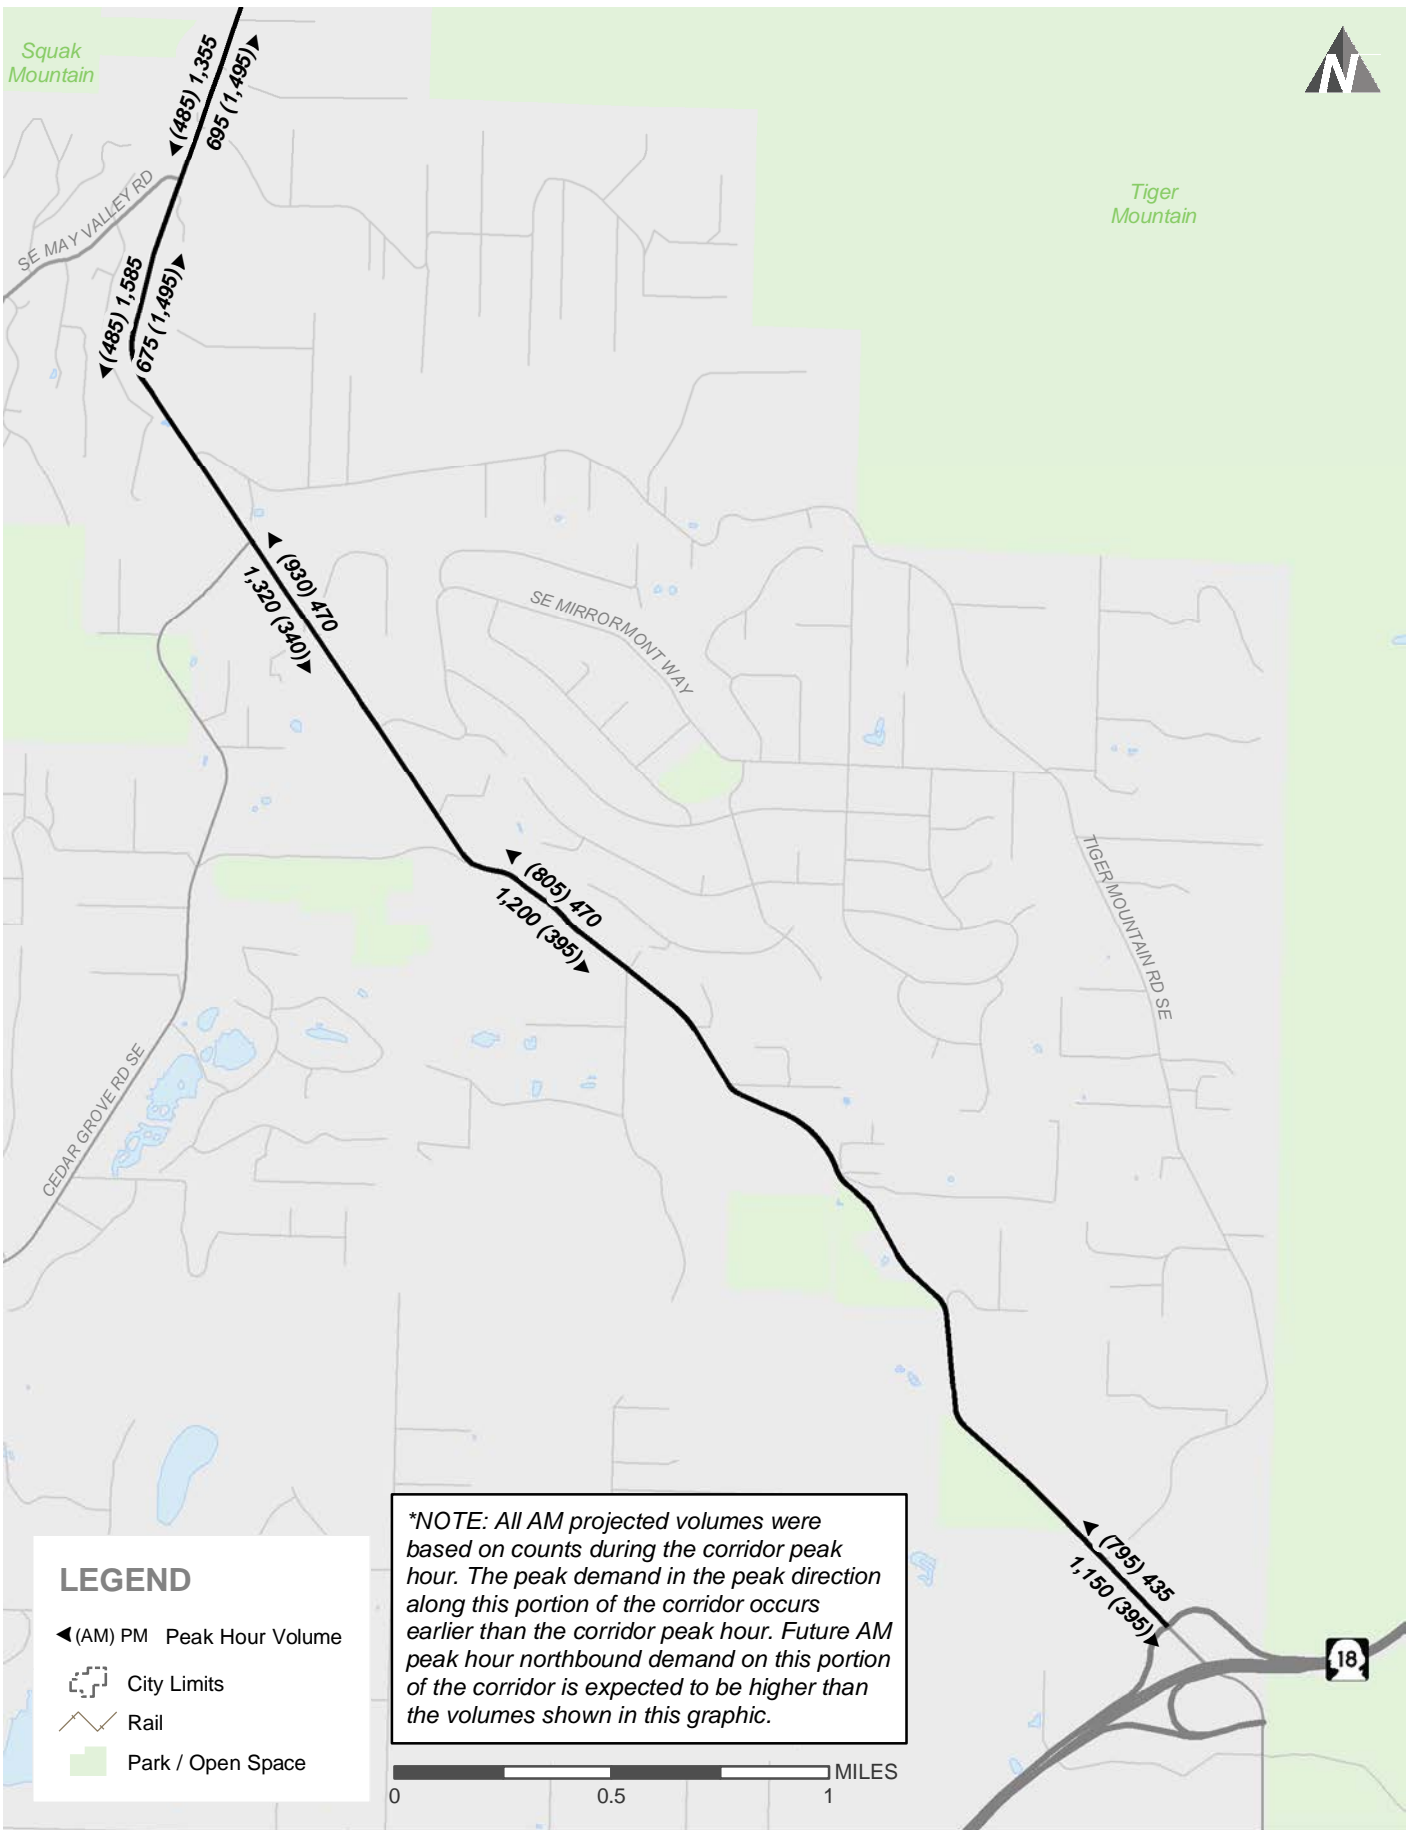 Squak
Mountain
N
(485) 1,355
695 (1,495)
Tiger
Mountain
SE MAY VALLEY RD
(485) 1,585
675 (1,495)
(930) 470
1,320 (340)
SE MIRRORMONT WAY
(805) 470
1,200 (395)
TIGER MOUNTAIN RD SE
CEDAR GROVE RD SE
(795) 435
1,150 (395)
18
*NOTE: All AM projected volumes were
based on counts during the corridor peak
hour. The peak demand in the peak direction
along this portion of the corridor occurs
earlier than the corridor peak hour. Future AM
peak hour northbound demand on this portion
of the corridor is expected to be higher than
the volumes shown in this graphic.
LEGEND
(AM) PM Peak Hour Volume
City Limits
Rail
Park / Open Space
MILES
0 0.5 1